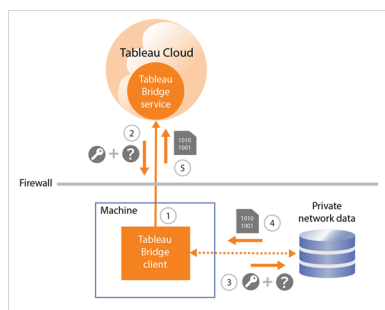 Tableau Cloud
Tableau
Bridge
service
2
1010
1001
+ ?
5
Firewall
Machine
1
1010
1001
4
Private
network data
Tableau
Bridge
client
3 + ?